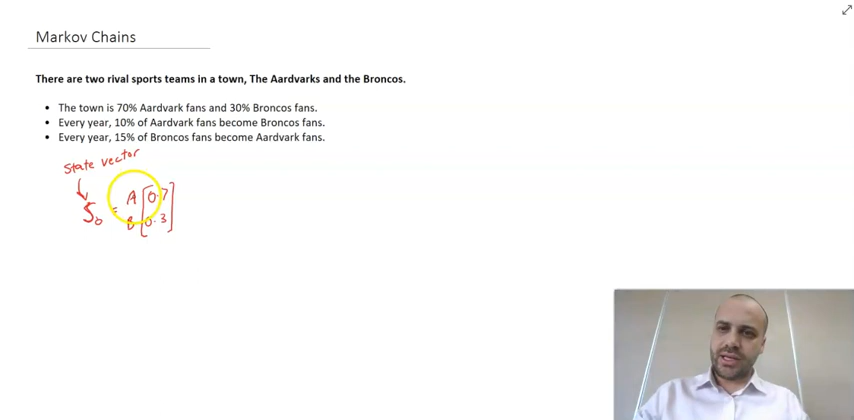 Markov Chains
There are two rival sports teams in a town, The Aardvarks and the Broncos.
• The town is 70% Aardvark fans and 30% Broncos fans.
• Every year, 10% of Aardvark fans become Broncos fans.
• Every year, 15% of Broncos fans become Aardvark fans.
State vector
S₀ = A [0.7]
B [0.3]